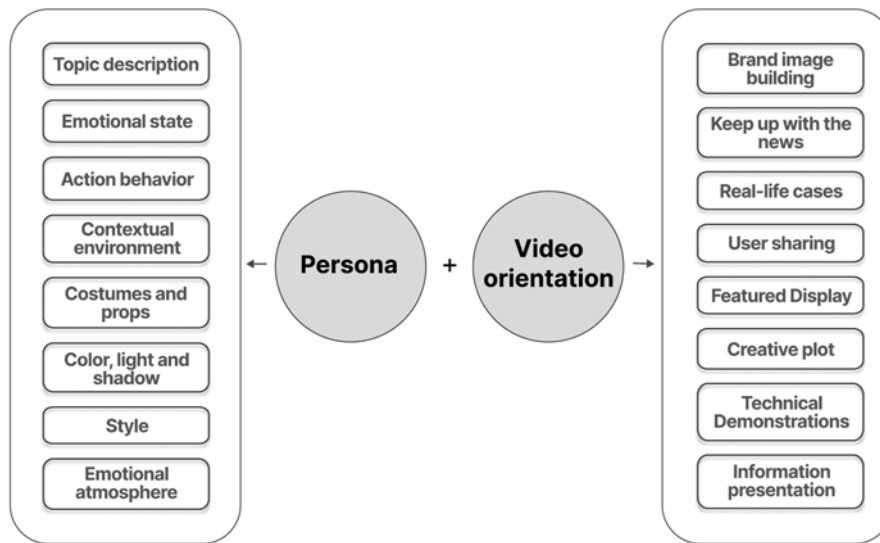 Topic description
Emotional state
Action behavior
Contextual
environment
Costumes and
props
Color, light and
shadow
Style
Emotional
atmosphere
Persona
+
Video
orientation
Brand image
building
Keep up with the
news
Real-life cases
User sharing
Featured Display
Creative plot
Technical
Demonstrations
Information
presentation